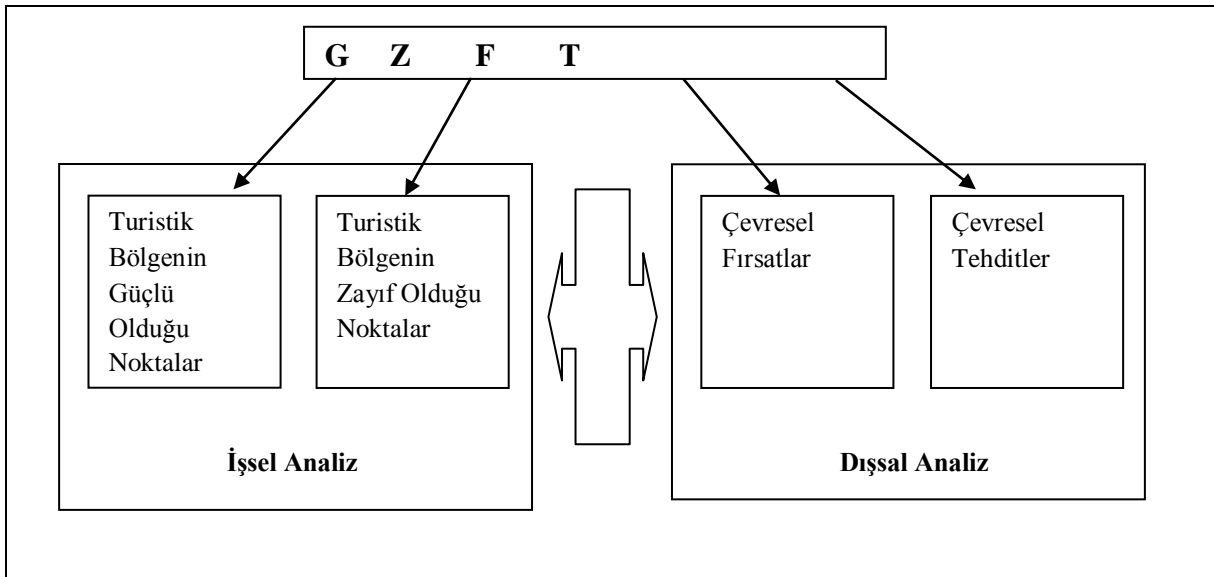 G Z F T
Turistik
Bölgenin
Güçlü
Olduğu
Noktalar
Turistik
Bölgenin
Zayıf Olduğu
Noktalar
İşsel Analiz
Çevresel
Fırsatlar
Çevresel
Tehditler
Dışsal Analiz